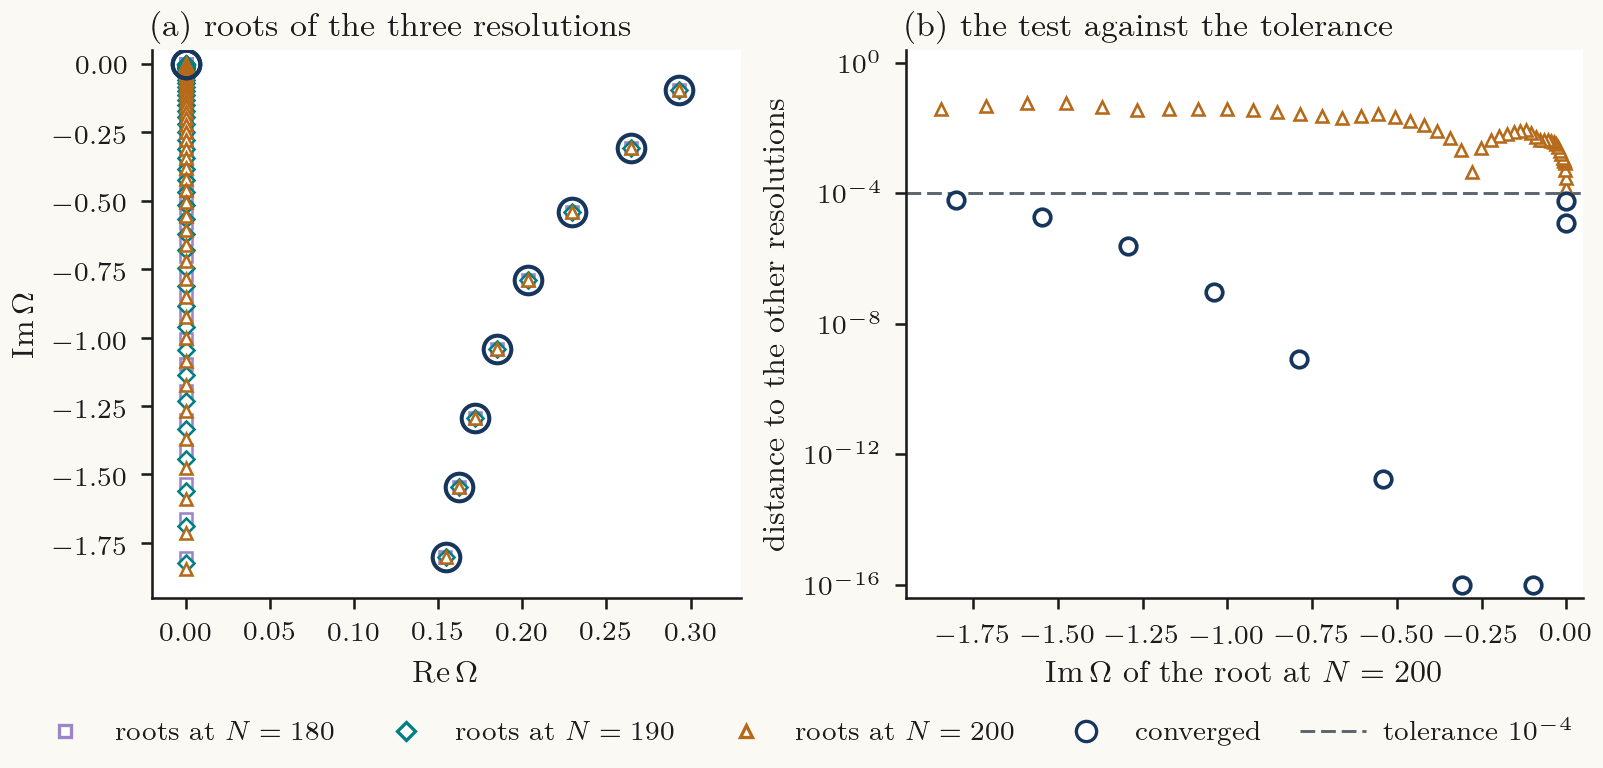 (a) roots of the three resolutions
0.00
−0.25
−0.50
−0.75
−1.00
−1.25
−1.50
−1.75
Im Ω
0.00 0.05 0.10 0.15 0.20 0.25 0.30
Re Ω
(b) the test against the tolerance
10⁰
10⁻⁴
10⁻⁸
10⁻¹²
10⁻¹⁶
distance to the other resolutions
−1.75 −1.50 −1.25 −1.00 −0.75 −0.50 −0.25 0.00
Im Ω of the root at N = 200
roots at N = 180 roots at N = 190 roots at N = 200 converged tolerance 10⁻⁴